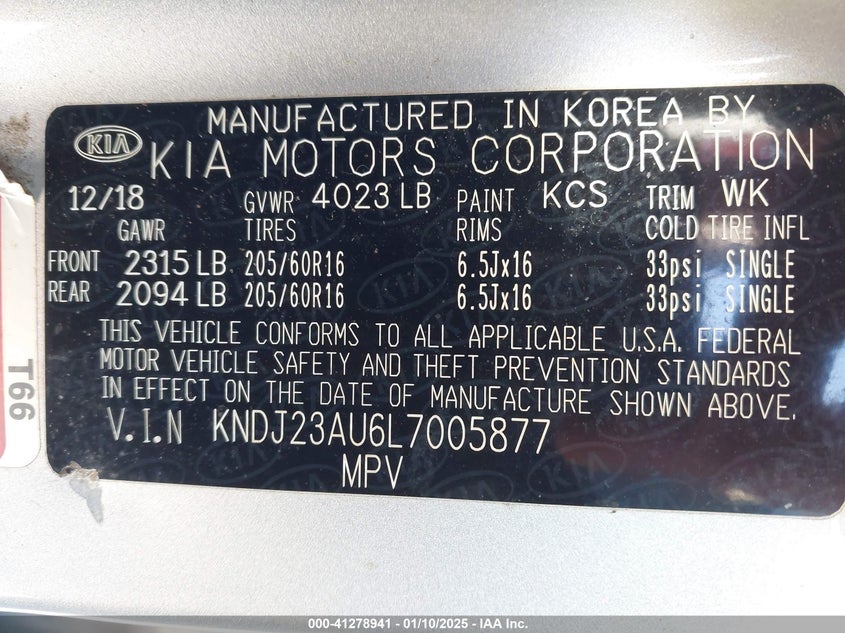 MANUFACTURED IN KOREA BY
KIA KIA MOTORS CORPORATION
12/18 GVWR 4023 LB PAINT KCS TRIM WK
GAWR TIRES RIMS COLD TIRE INFL
FRONT 2315 LB 205/60R16 6.5Jx16 33psi SINGLE
REAR 2094 LB 205/60R16 6.5Jx16 33psi SINGLE
THIS VEHICLE CONFORMS TO ALL APPLICABLE U.S.A. FEDERAL
MOTOR VEHICLE SAFETY AND THEFT PREVENTION STANDARDS
IN EFFECT ON THE DATE OF MANUFACTURE SHOWN ABOVE.
V.I.N KNDJ23AU6L7005877
MPV
T66
000-41278941 - 01/10/2025 - IAA Inc.